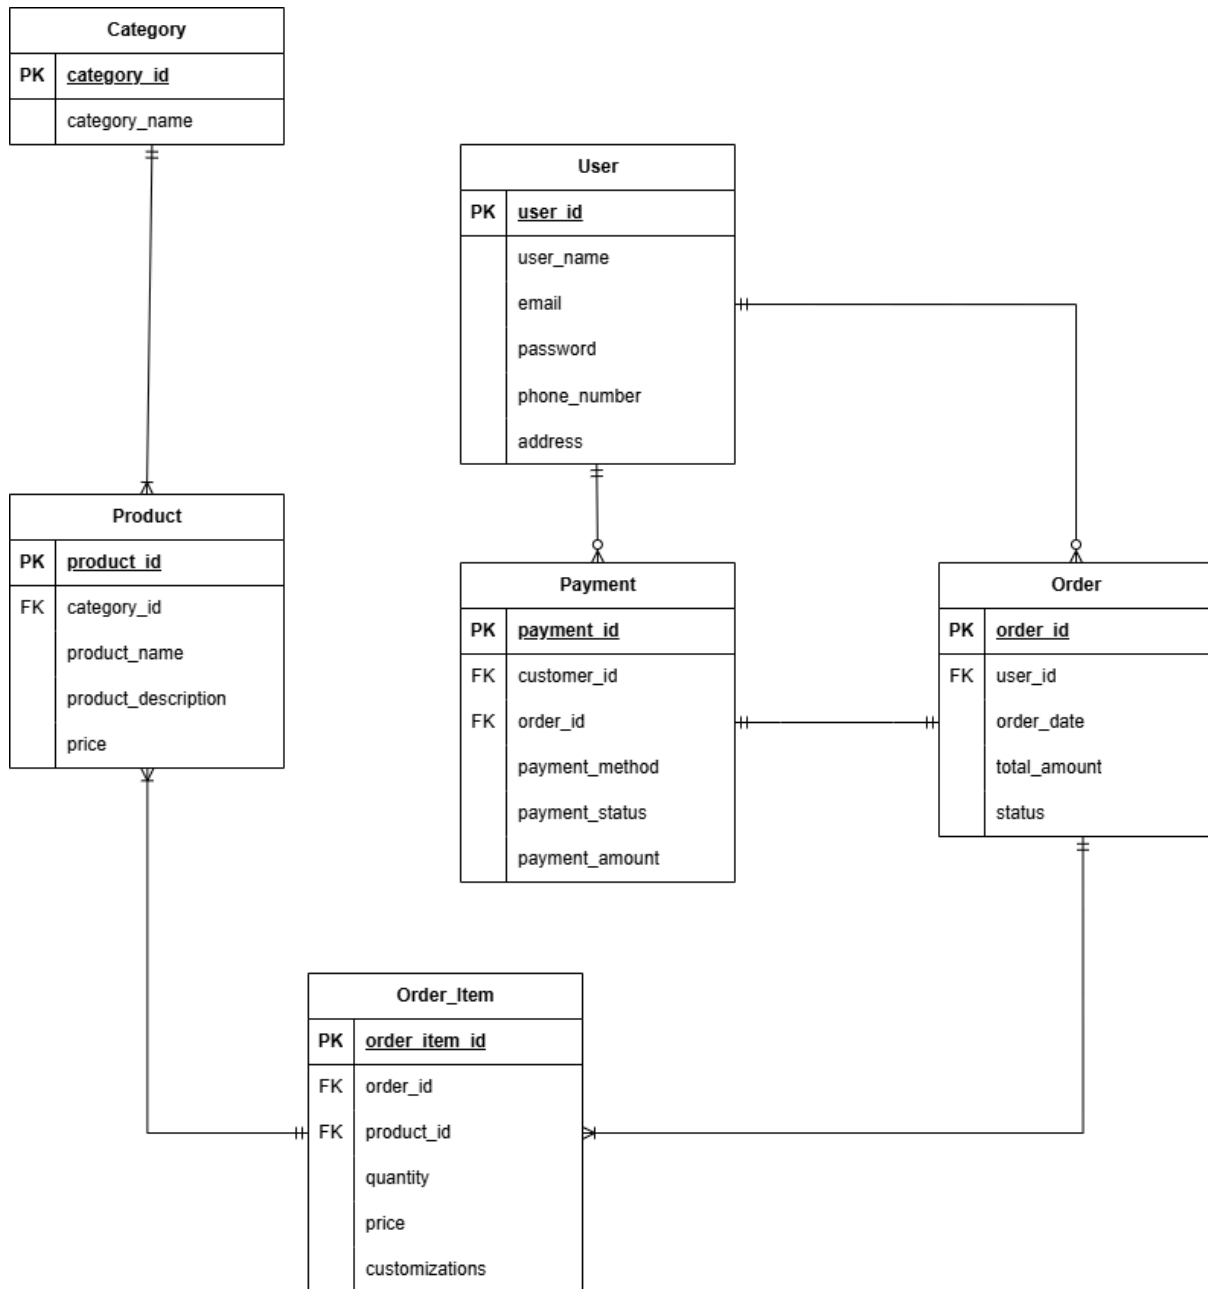 Category
PK category_id
category_name
User
PK user_id
user_name
email
password
phone_number
address
Product
PK product_id
FK category_id
product_name
product_description
price
Payment
PK payment_id
FK customer_id
FK order_id
payment_method
payment_status
payment_amount
Order
PK order_id
FK user_id
order_date
total_amount
status
Order_Item
PK order_item_id
FK order_id
FK product_id
quantity
price
customizations